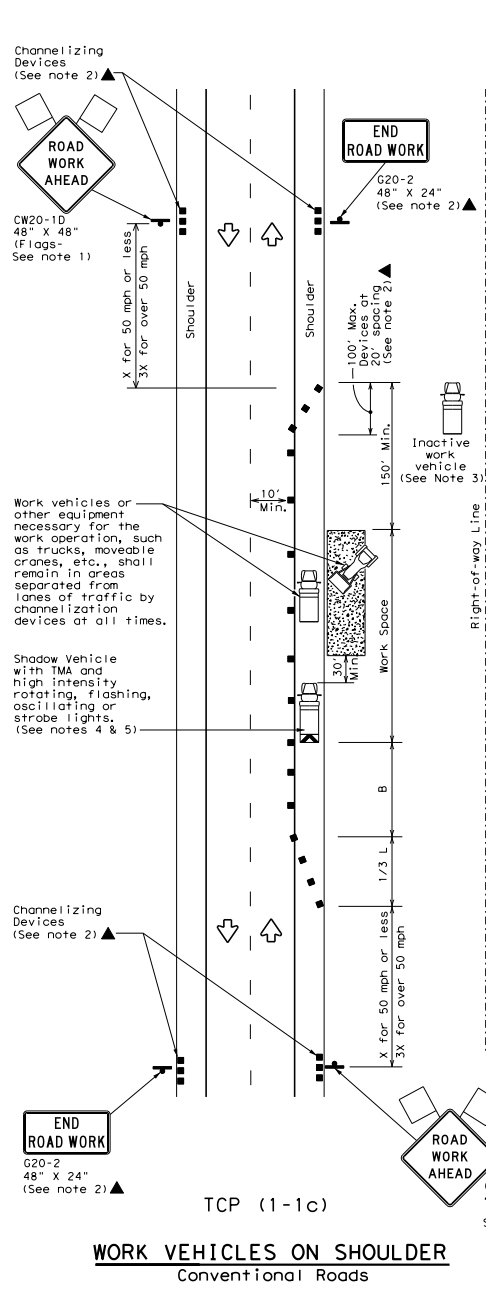 Channelizing
Devices
(See note 2)▲
ROAD
WORK
AHEAD
CW20-1D
48" X 48"
(Flags-
See note 1)
END
ROAD WORK
G20-2
48" X 24"
(See note 2)▲
X for 50 mph or less
3X for over 50 mph
Shoulder
Shoulder
100' Max.
Devices at
20' spacing
(See note 2)▲
150' Min.
Inactive
work
vehicle
(See Note 3)
10'
Min.
Work vehicles or
other equipment
necessary for the
work operation, such
as trucks, moveable
cranes, etc., shall
remain in areas
separated from
lanes of traffic by
channelization
devices at all times.
Right-of-way Line
Work Space
30'
Min
Shadow Vehicle
with TMA and
high intensity
rotating, flashing,
oscillating or
strobe lights.
(See notes 4 & 5)
B
1/3 L
Channelizing
Devices
(See note 2)▲
X for 50 mph or less
3X for over 50 mph
END
ROAD WORK
G20-2
48" X 24"
(See note 2)▲
ROAD
WORK
AHEAD
TCP (1-1c)
WORK VEHICLES ON SHOULDER
Conventional Roads